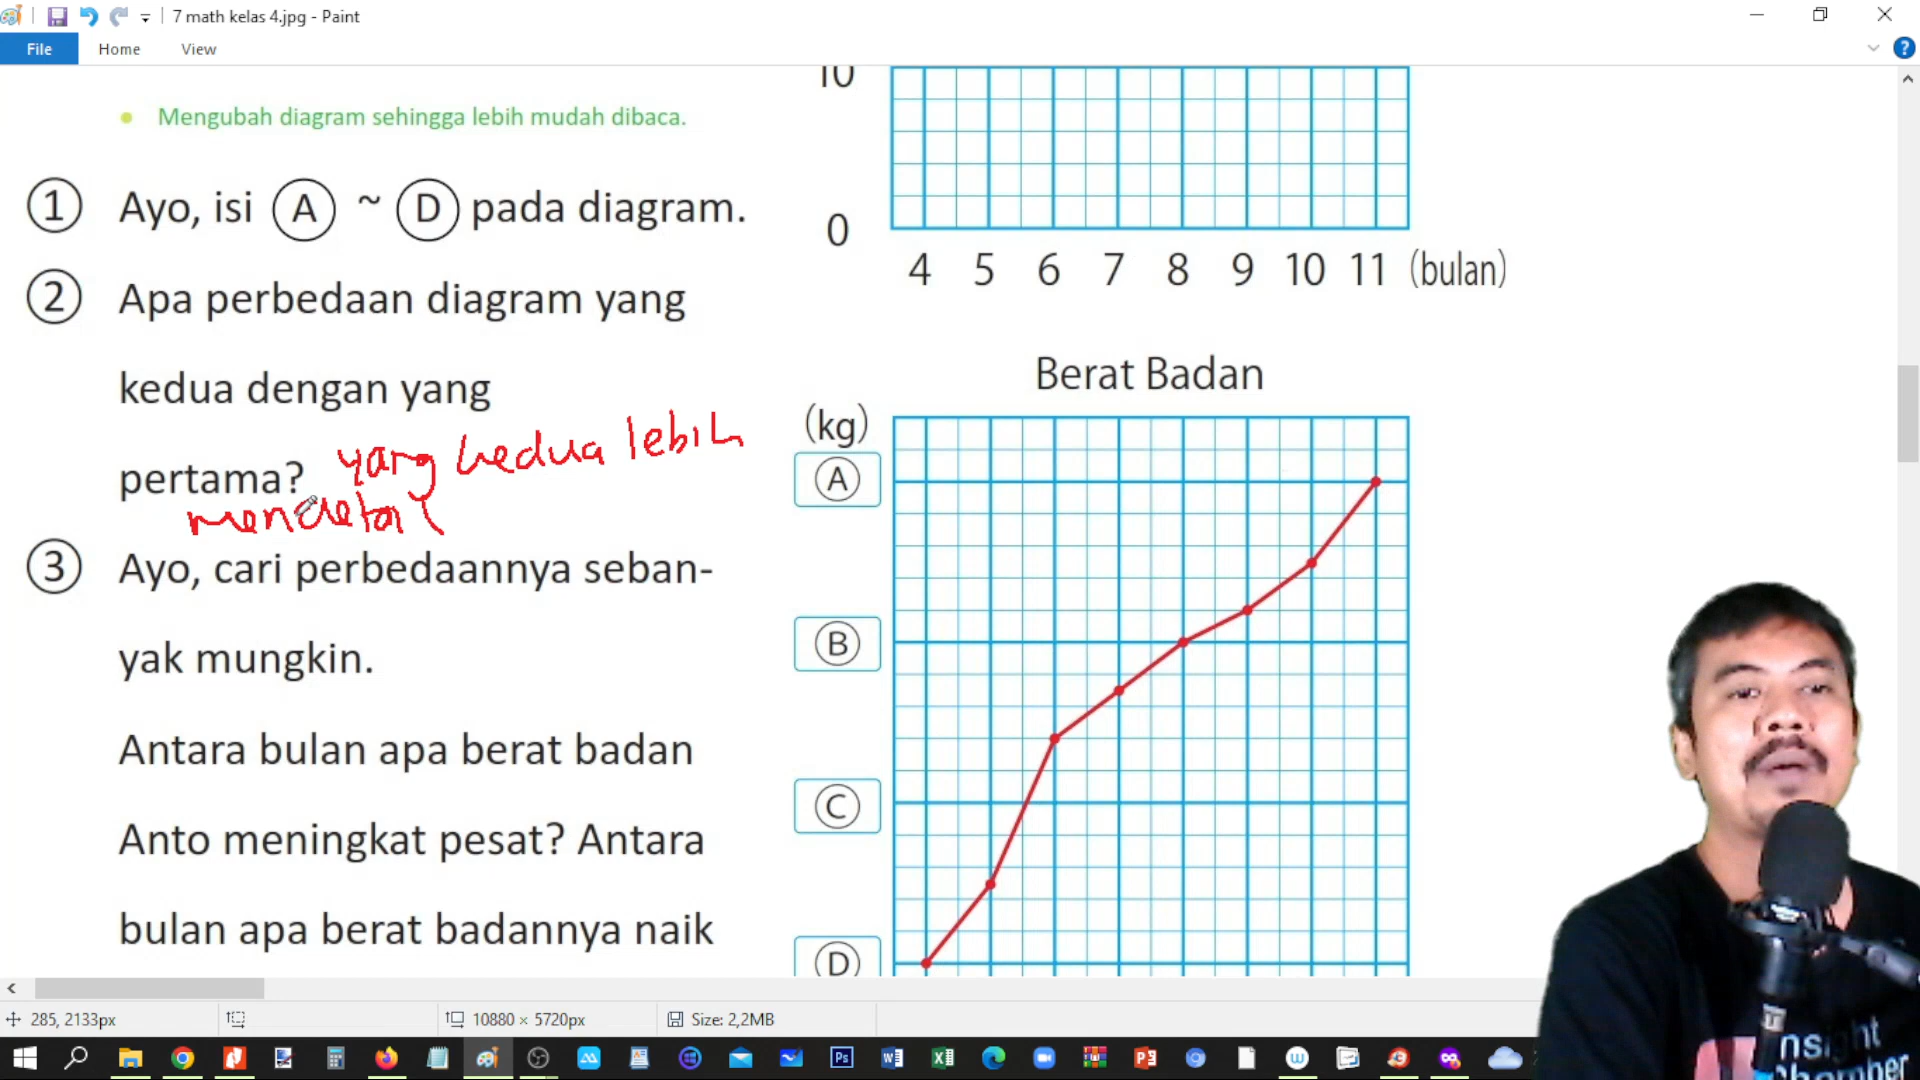 7 math kelas 4.jpg - Paint
File Home View
Mengubah diagram sehingga lebih mudah dibaca.
1 Ayo, isi A ~ D pada diagram.
2 Apa perbedaan diagram yang
kedua dengan yang
pertama? yang kedua lebih
mendetail
3 Ayo, cari perbedaannya seban-
yak mungkin.
Antara bulan apa berat badan
Anto meningkat pesat? Antara
bulan apa berat badannya naik
10
0
4 5 6 7 8 9 10 11 (bulan)
Berat Badan
(kg)
A
B
C
D
285, 2133px
10880 × 5720px
Size: 2,2MB